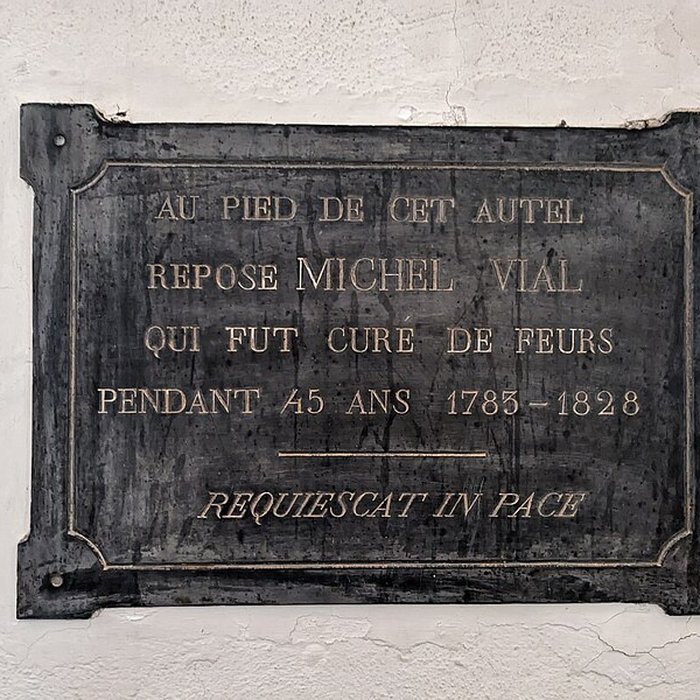 AU PIED DE CET AUTEL
REPOSE MICHEL VIAL
QUI FUT CURÉ DE FEURS
PENDANT 45 ANS 1783-1828
REQUIESCAT IN PACE